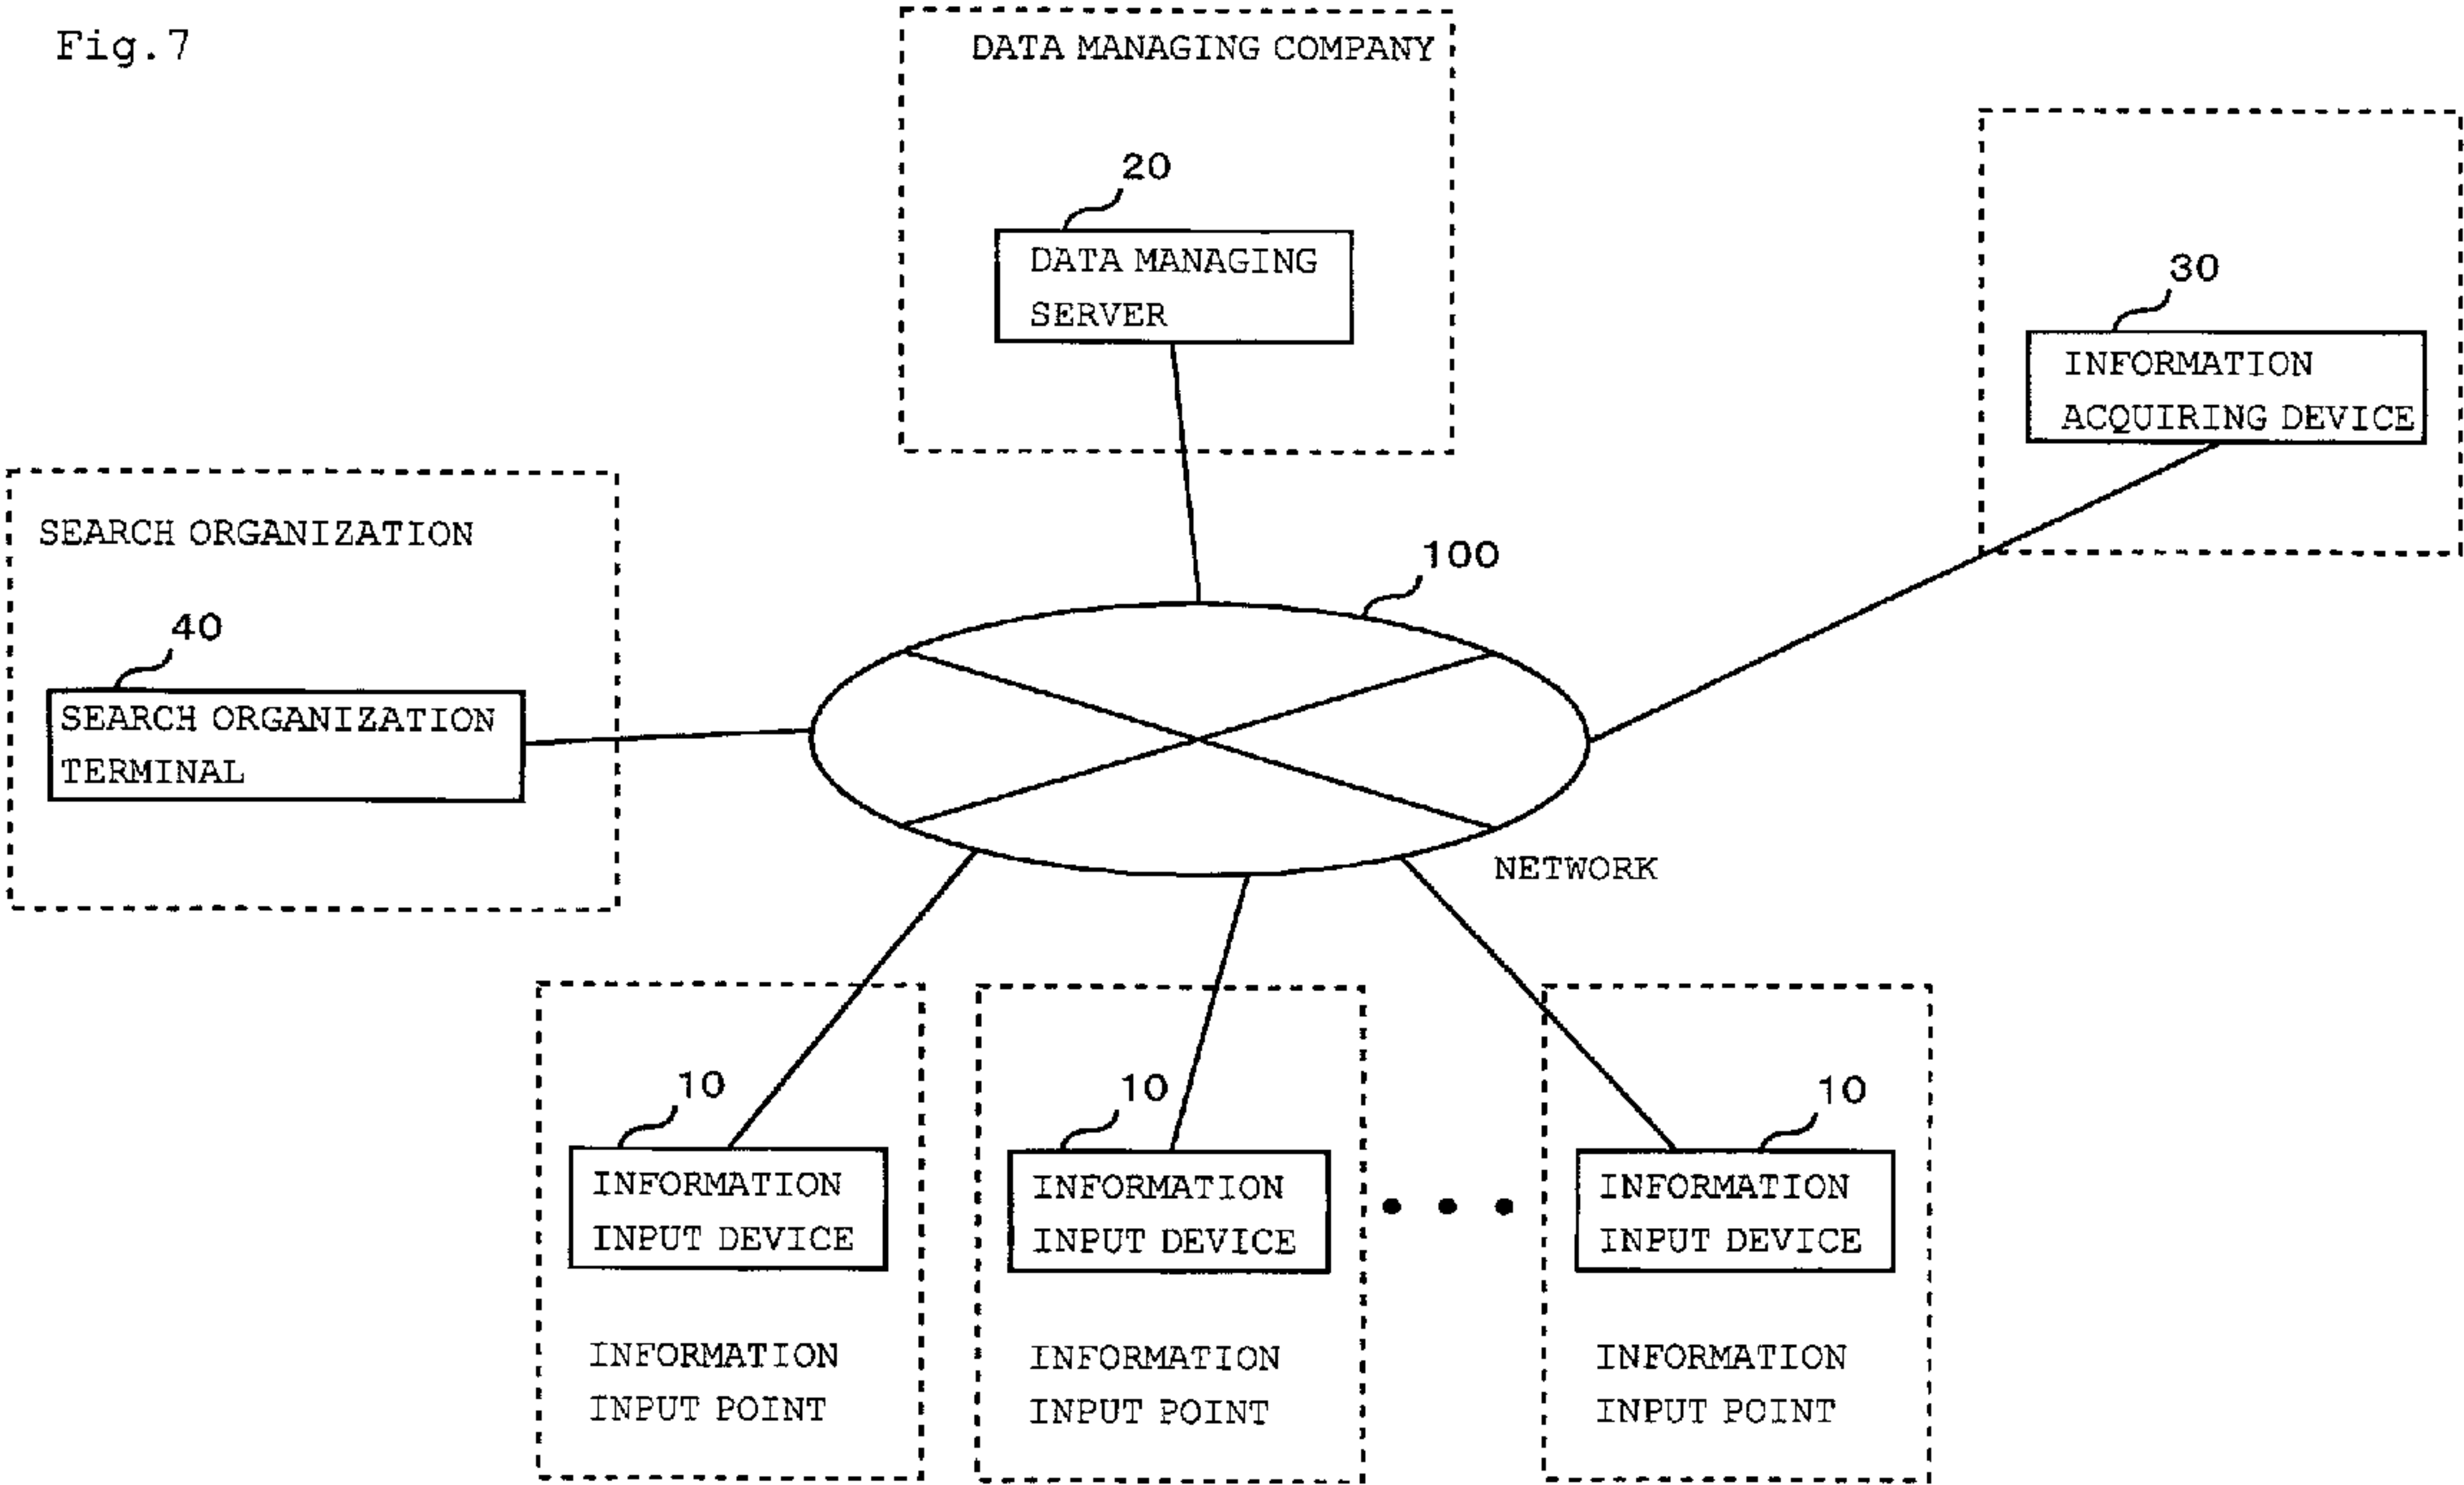 Fig.7
DATA MANAGING COMPANY
20
DATA MANAGING
SERVER
30
INFORMATION
ACQUIRING DEVICE
SEARCH ORGANIZATION
40
SEARCH ORGANIZATION
TERMINAL
100
NETWORK
10
INFORMATION
INPUT DEVICE
INFORMATION
INPUT POINT
10
INFORMATION
INPUT DEVICE
INFORMATION
INPUT POINT
10
INFORMATION
INPUT DEVICE
INFORMATION
INPUT POINT